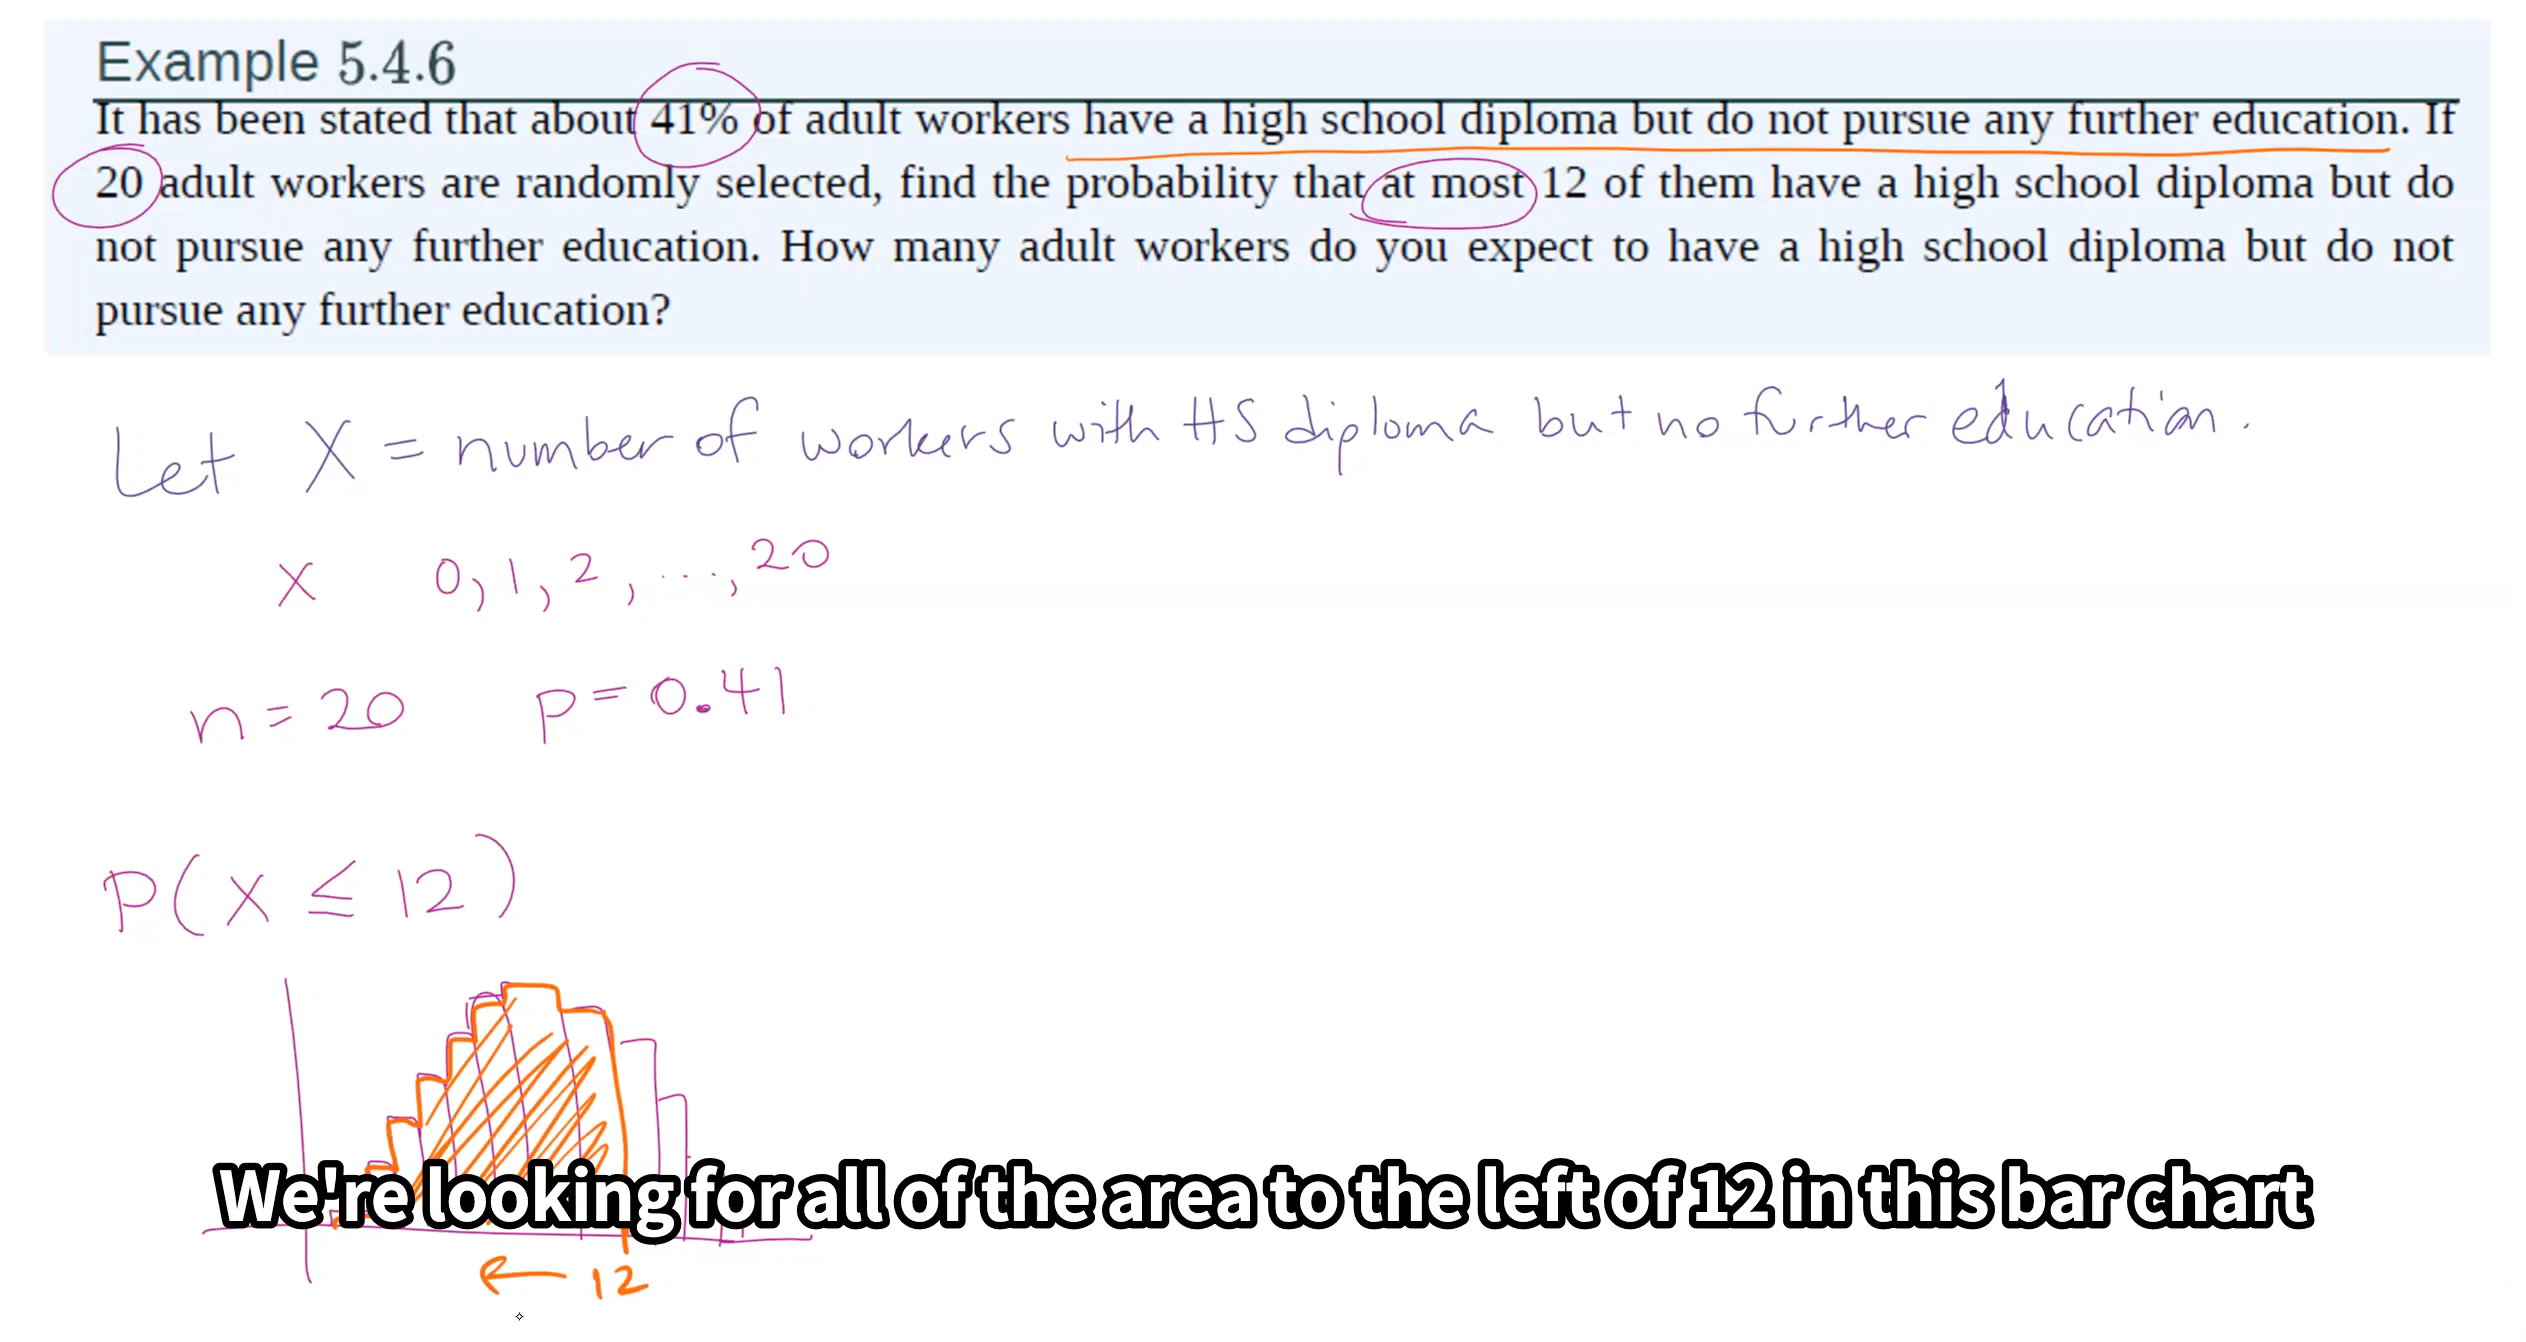 Example 5.4.6
It has been stated that about 41% of adult workers have a high school diploma but do not pursue any further education. If
20 adult workers are randomly selected, find the probability that at most 12 of them have a high school diploma but do
not pursue any further education. How many adult workers do you expect to have a high school diploma but do not
pursue any further education?
Let X = number of workers with HS diploma but no further education.
x 0, 1, 2, ..., 20
n = 20 p = 0.41
P(x ≤ 12)
We're looking for all of the area to the left of 12 in this bar chart
← 12